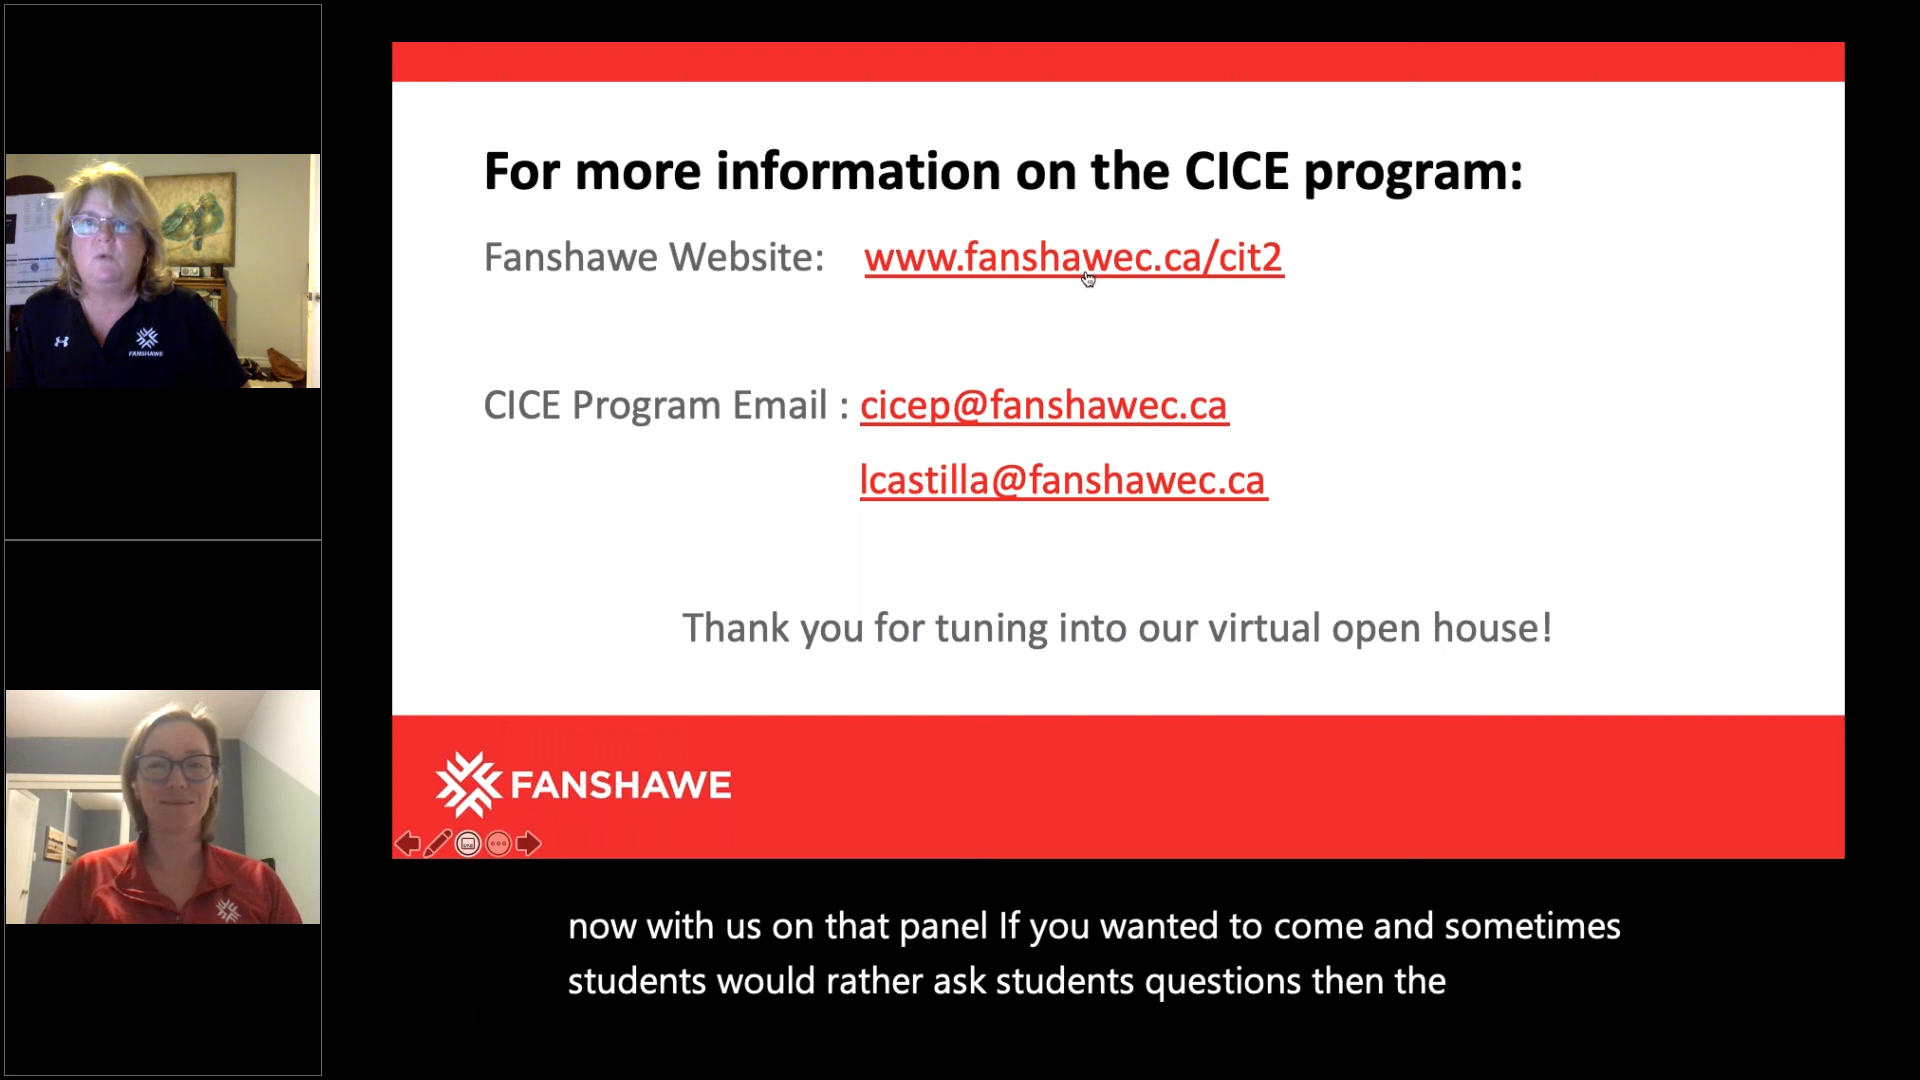 For more information on the CICE program:
Fanshawe Website: www.fanshawec.ca/cit2
CICE Program Email : cicep@fanshawec.ca
lcastilla@fanshawec.ca
Thank you for tuning into our virtual open house!
FANSHAWE
now with us on that panel If you wanted to come and sometimes
students would rather ask students questions then the
FANSHAWE